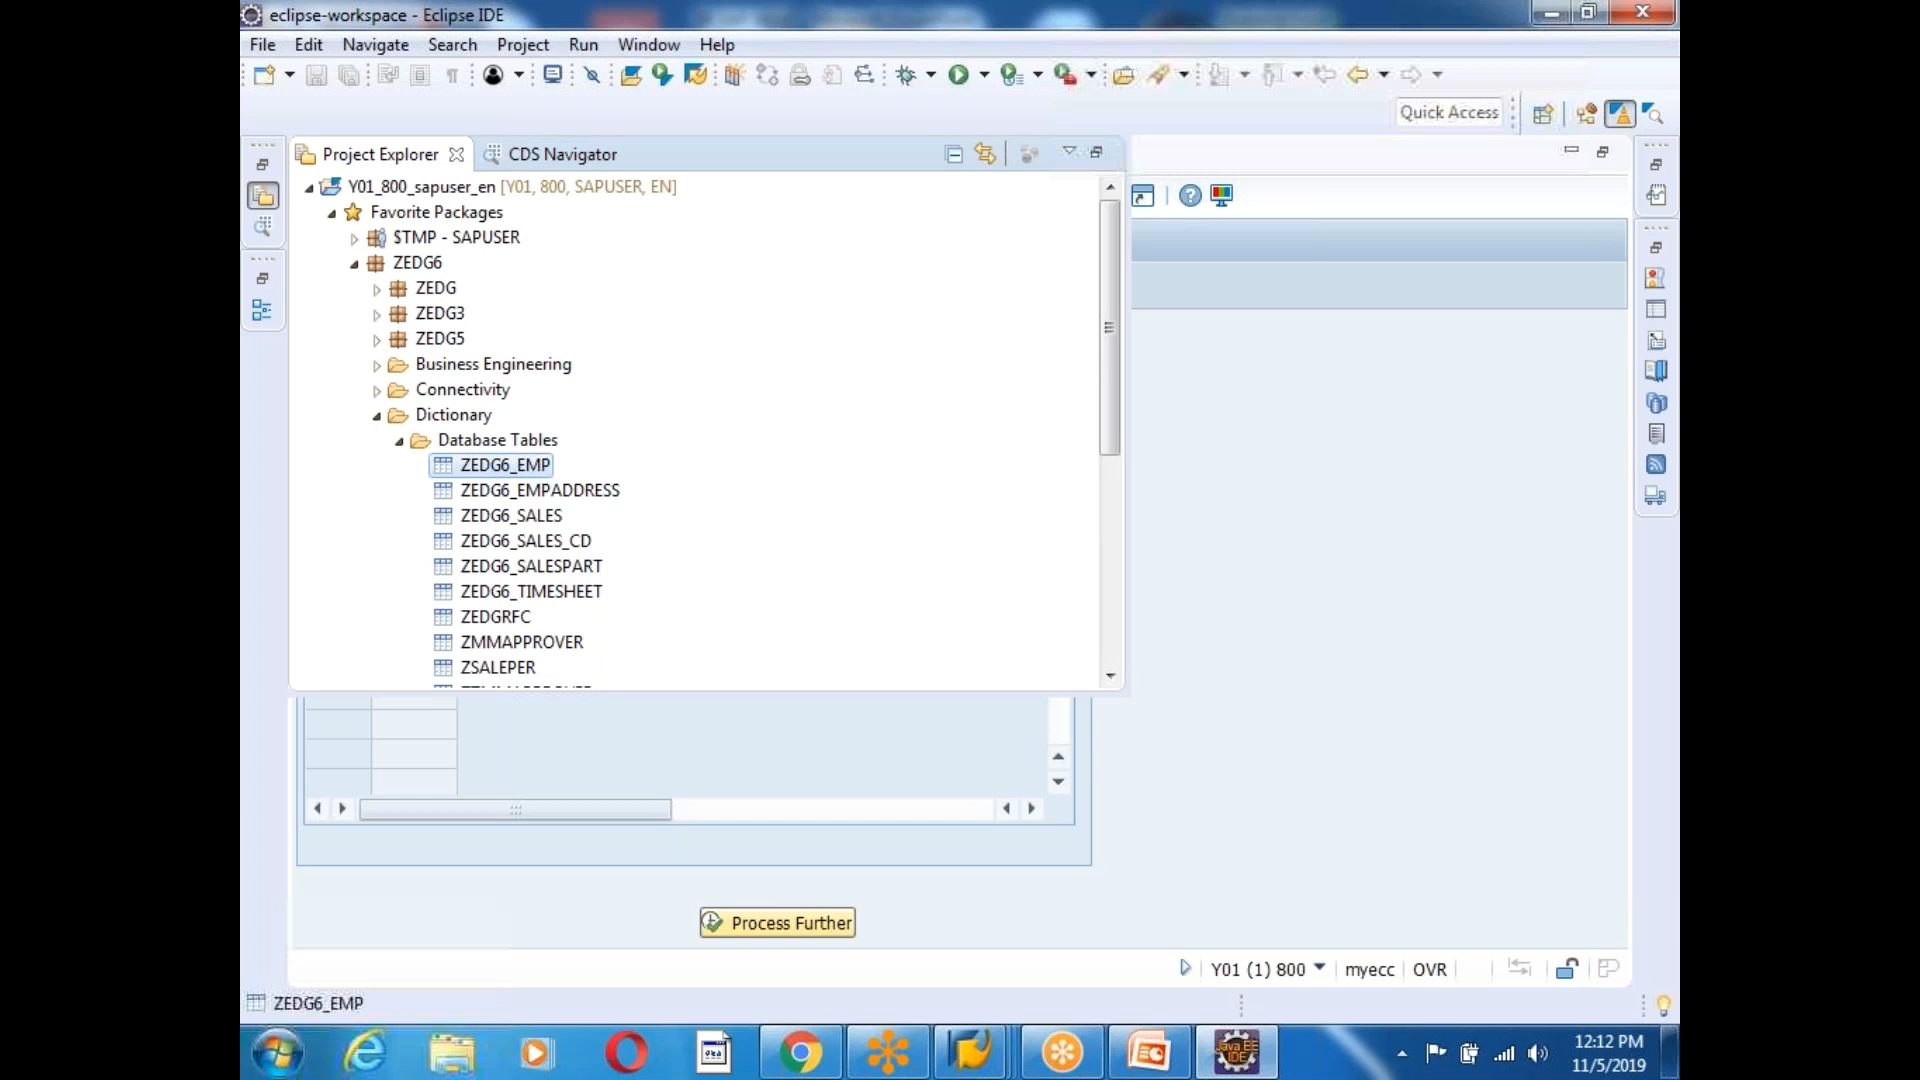 eclipse-workspace - Eclipse IDE
File Edit Navigate Search Project Run Window Help
Quick Access
Project Explorer CDS Navigator
Y01_800_sapuser_en [Y01, 800, SAPUSER, EN]
Favorite Packages
$TMP - SAPUSER
ZEDG6
ZEDG
ZEDG3
ZEDG5
Business Engineering
Connectivity
Dictionary
Database Tables
ZEDG6_EMP
ZEDG6_EMPADDRESS
ZEDG6_SALES
ZEDG6_SALES_CD
ZEDG6_SALESPART
ZEDG6_TIMESHEET
ZEDGRFC
ZMMAPPROVER
ZSALEPER
Process Further
Y01 (1) 800 myecc OVR
ZEDG6_EMP
Java EE
IDE
12:12 PM
11/5/2019